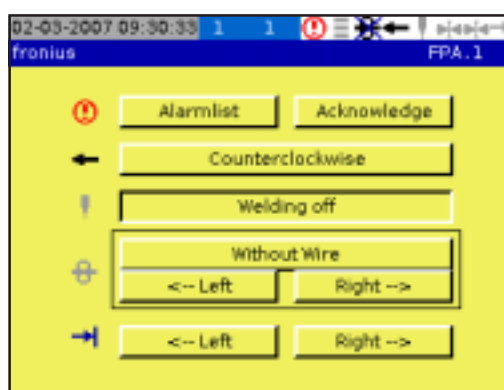 02-03-2007 09:30:33 1 1
fronius FPA.1
Alarmlist Acknowledge
Counterclockwise
Welding off
Without Wire
<-- Left Right -->
<-- Left Right -->